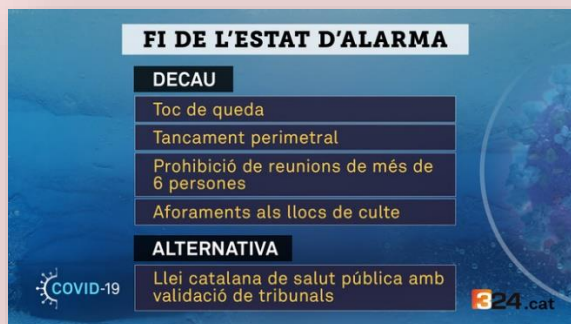 FI DE L'ESTAT D'ALARMA
DECAU
Toc de queda
Tancament perimetral
Prohibició de reunions de més de
6 persones
Aforaments als llocs de culte
ALTERNATIVA
Llei catalana de salut pública amb
validació de tribunals
COVID-19
324.cat